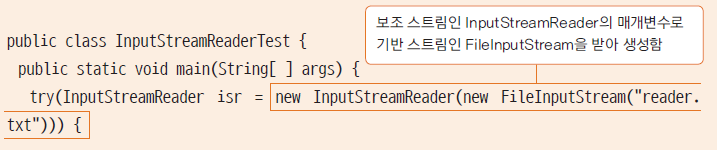 보조 스트림인 InputStreamReader의 매개변수로
기반 스트림인 FileInputStream을 받아 생성함
public class InputStreamReaderTest {
public static void main(String[ ] args) {
try(InputStreamReader isr = new InputStreamReader(new FileInputStream("reader.
txt"))) {